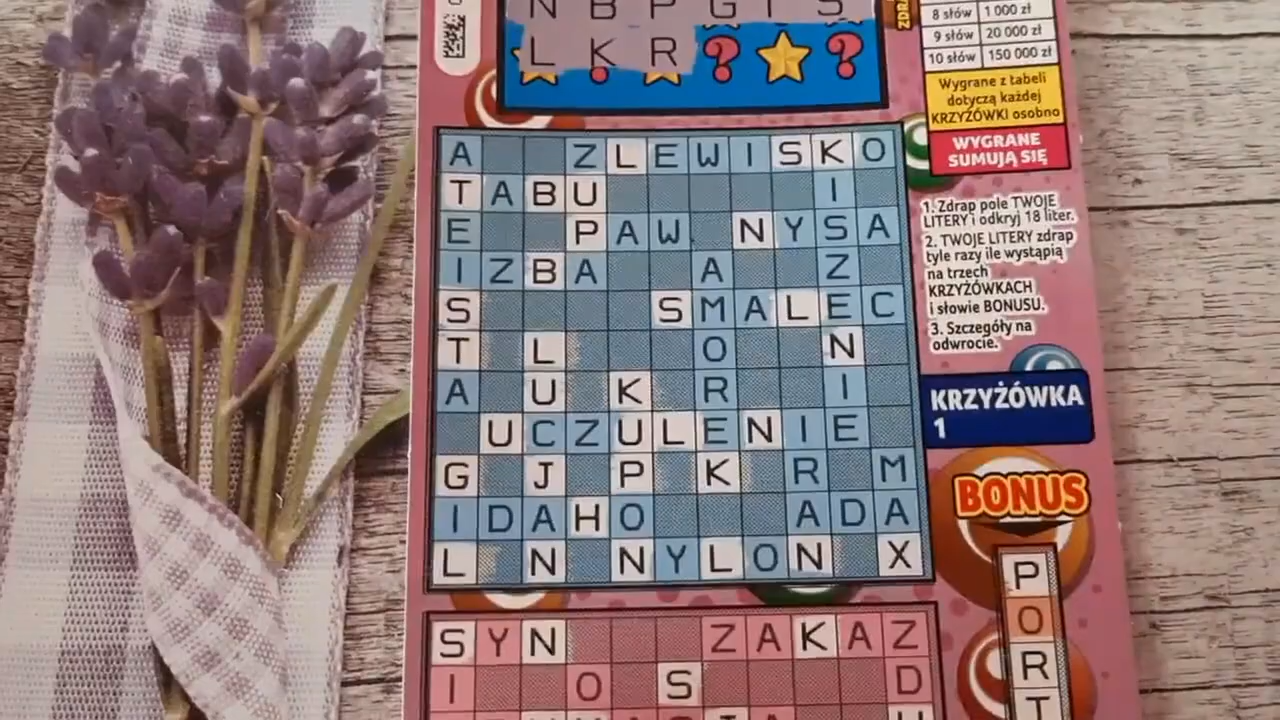 N B P G I S
L K R ? ?
8 słów 1 000 zł
9 słów 20 000 zł
10 słów 150 000 zł
Wygrane z tabeli
dotyczą każdej
KRZYŻÓWKI osobno
WYGRANE
SUMUJĄ SIĘ
1. Zdrap pole TWOJE
LITERY i odkryj 18 liter.
2. TWOJE LITERY zdrap
tyle razy ile wystąpią
na trzech
KRZYŻÓWKACH
i słowie BONUSU.
3. Szczegóły na
odwrocie.
KRZYŻÓWKA
1
A ZLEWISKO
TABU I
E PAW NYSA
IZBA A Z
S SMALEC
T L O N
A U K R I
UCZULENIE
G J P K R M
IDAHO ADA
L N NYLON X
BONUS
P
O
R
T
SYN ZAKAZ
I O S D